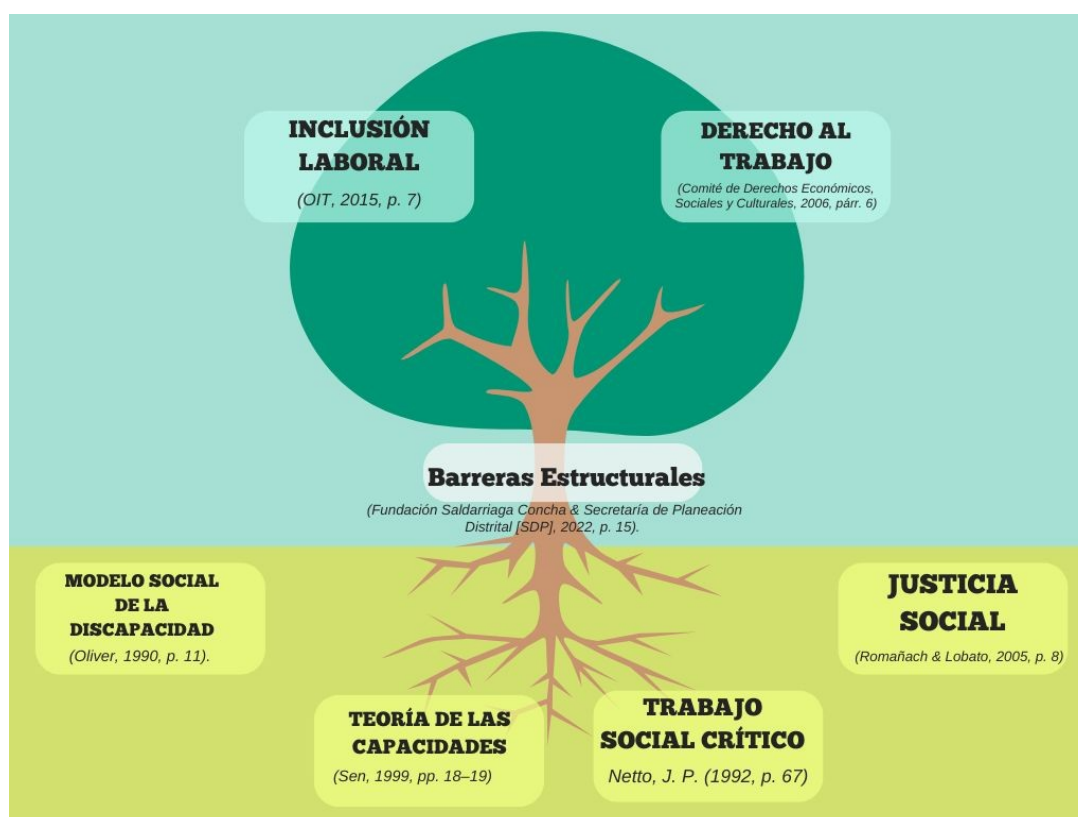 INCLUSIÓN
LABORAL
(OIT, 2015, p. 7)
DERECHO AL
TRABAJO
(Comité de Derechos Económicos,
Sociales y Culturales, 2006, párr. 6)
Barreras Estructurales
(Fundación Saldarriaga Concha & Secretaría de Planeación
Distrital [SDP], 2022, p. 15).
MODELO SOCIAL
DE LA
DISCAPACIDAD
(Oliver, 1990, p. 11).
JUSTICIA
SOCIAL
(Romañach & Lobato, 2005, p. 8)
TEORÍA DE LAS
CAPACIDADES
(Sen, 1999, pp. 18–19)
TRABAJO
SOCIAL CRÍTICO
Netto, J. P. (1992, p. 67)